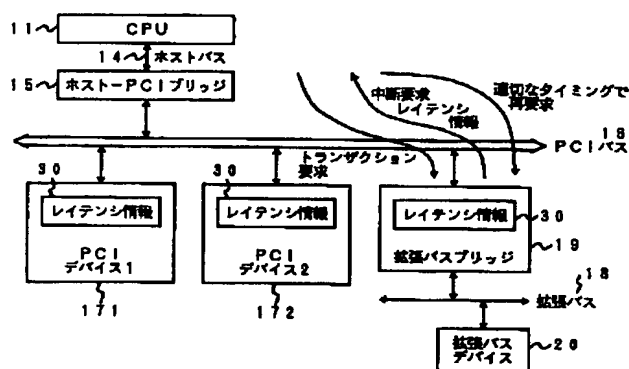 11
CPU
14
ホストバス
15
ホストーPCIブリッジ
中断要求
レイテンシ
情報
適切なタイミングで
再要求
16
PCIバス
トランザクション
要求
30
レイテンシ情報
PCI
デバイス1
171
30
レイテンシ情報
PCI
デバイス2
172
レイテンシ情報
30
拡張バスブリッジ
19
18
拡張バス
拡張バス
デバイス
20